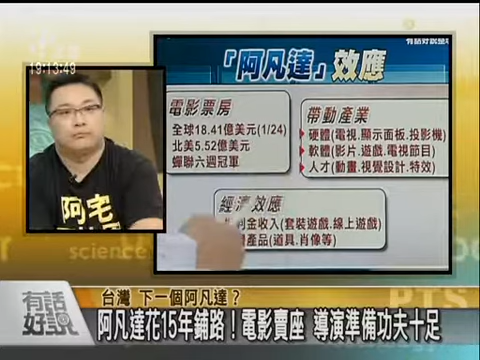 有話好說
19:13:49
「阿凡達」效應
電影票房
全球18.41億美元(1/24)
北美5.52億美元
蟬聯六週冠軍
帶動產業
硬體(電視.顯示面板.投影機)
軟體(影片.遊戲.電視節目)
人才(動畫.視覺設計.特效)
經濟效應
利金收入(套裝遊戲.線上遊戲)
產品(道具.肖像等)
阿宅
science
PTS
有話好說
台灣 下一個阿凡達？
阿凡達花15年鋪路！電影賣座 導演準備功夫十足